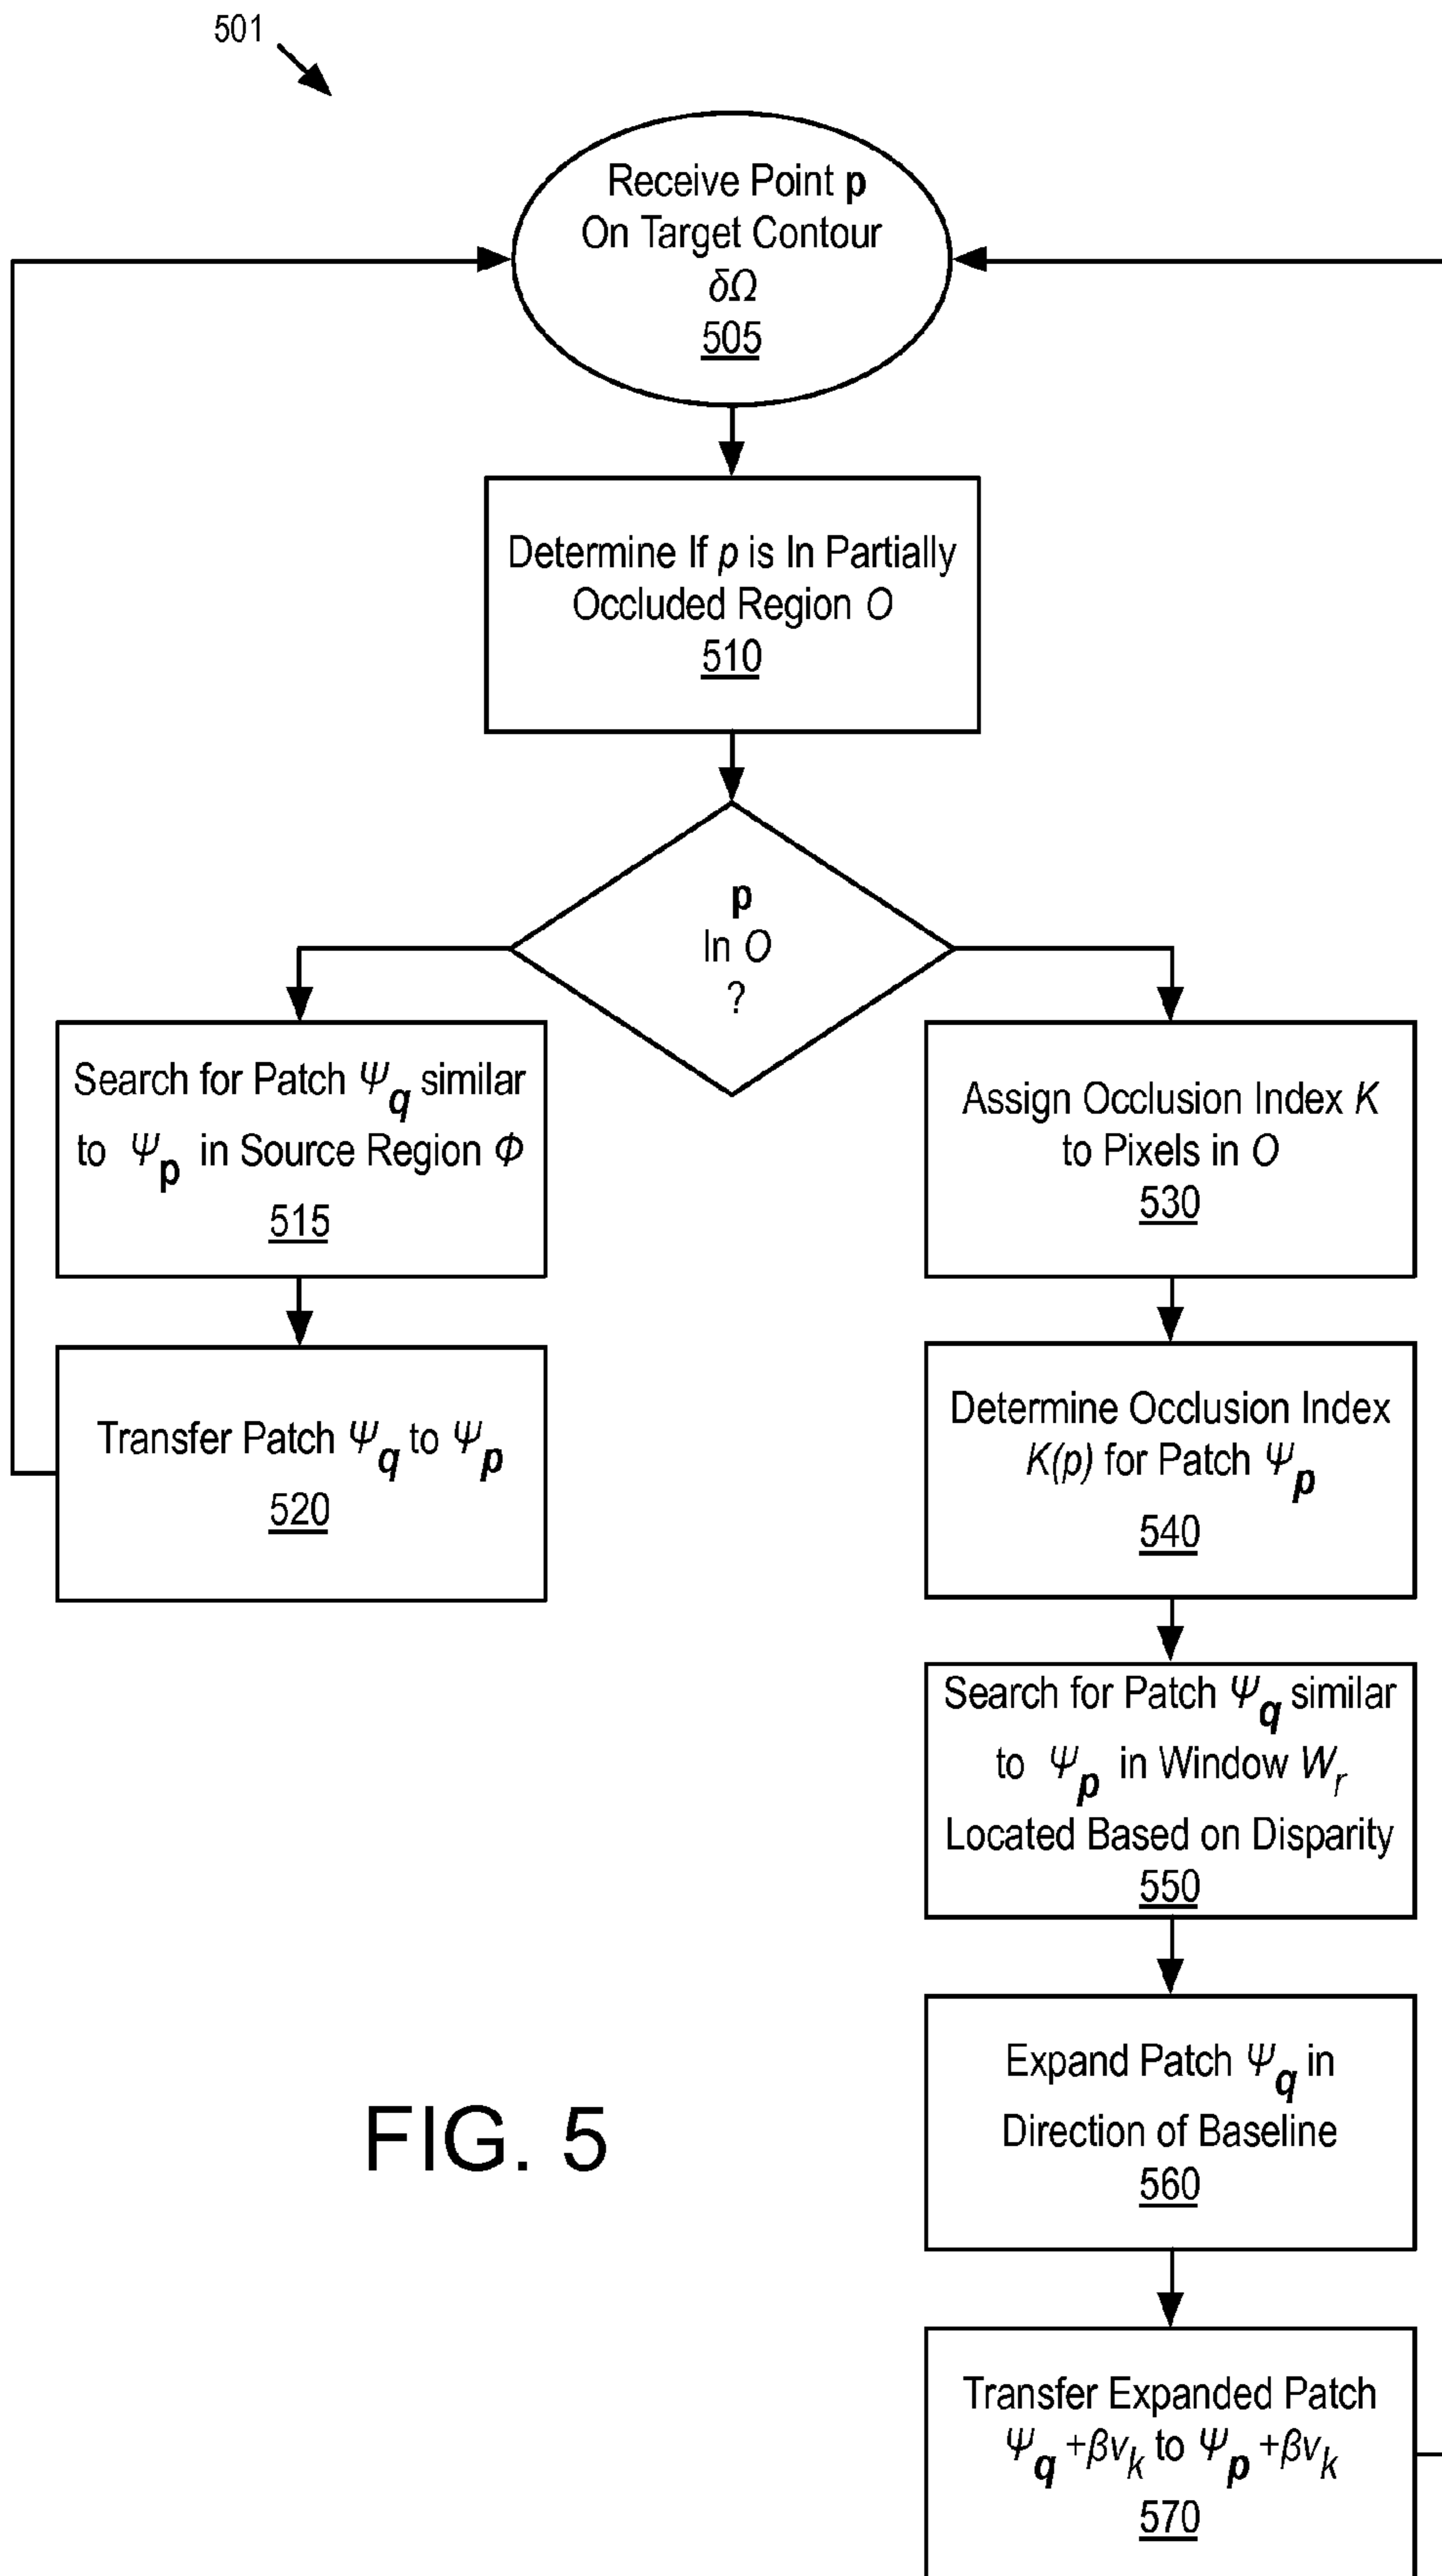 501
Receive Point p
On Target Contour
δΩ
505
Determine If p is In Partially
Occluded Region O
510
p
In O
?
Search for Patch Ψq similar
to Ψp in Source Region Φ
515
Transfer Patch Ψq to Ψp
520
Assign Occlusion Index K
to Pixels in O
530
Determine Occlusion Index
K(p) for Patch Ψp
540
Search for Patch Ψq similar
to Ψp in Window Wr
Located Based on Disparity
550
Expand Patch Ψq in
Direction of Baseline
560
Transfer Expanded Patch
Ψq +βvk to Ψp +βvk
570
FIG. 5